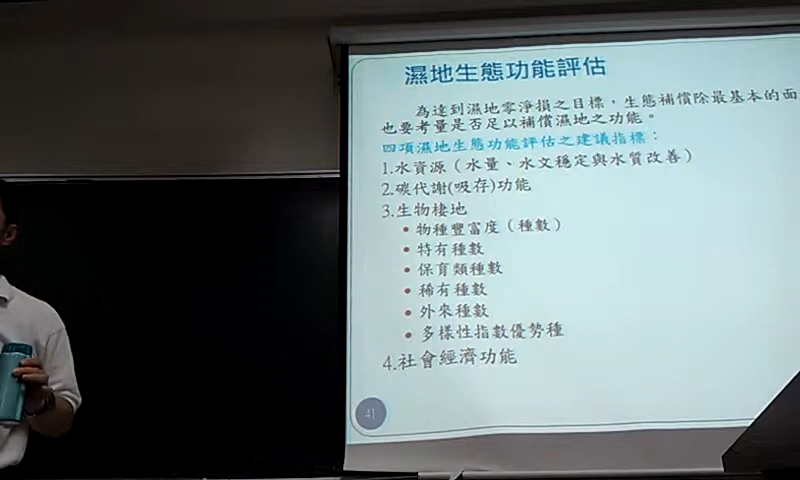 濕地生態功能評估
為達到濕地零淨損之目標，生態補償除最基本的面
也要考量是否足以補償濕地之功能。
四項濕地生態功能評估之建議指標：
1.水資源（水量、水文穩定與水質改善）
2.碳代謝(吸存)功能
3.生物棲地
• 物種豐富度（種數）
• 特有種數
• 保育類種數
• 稀有種數
• 外來種數
• 多樣性指數優勢種
4.社會經濟功能
41